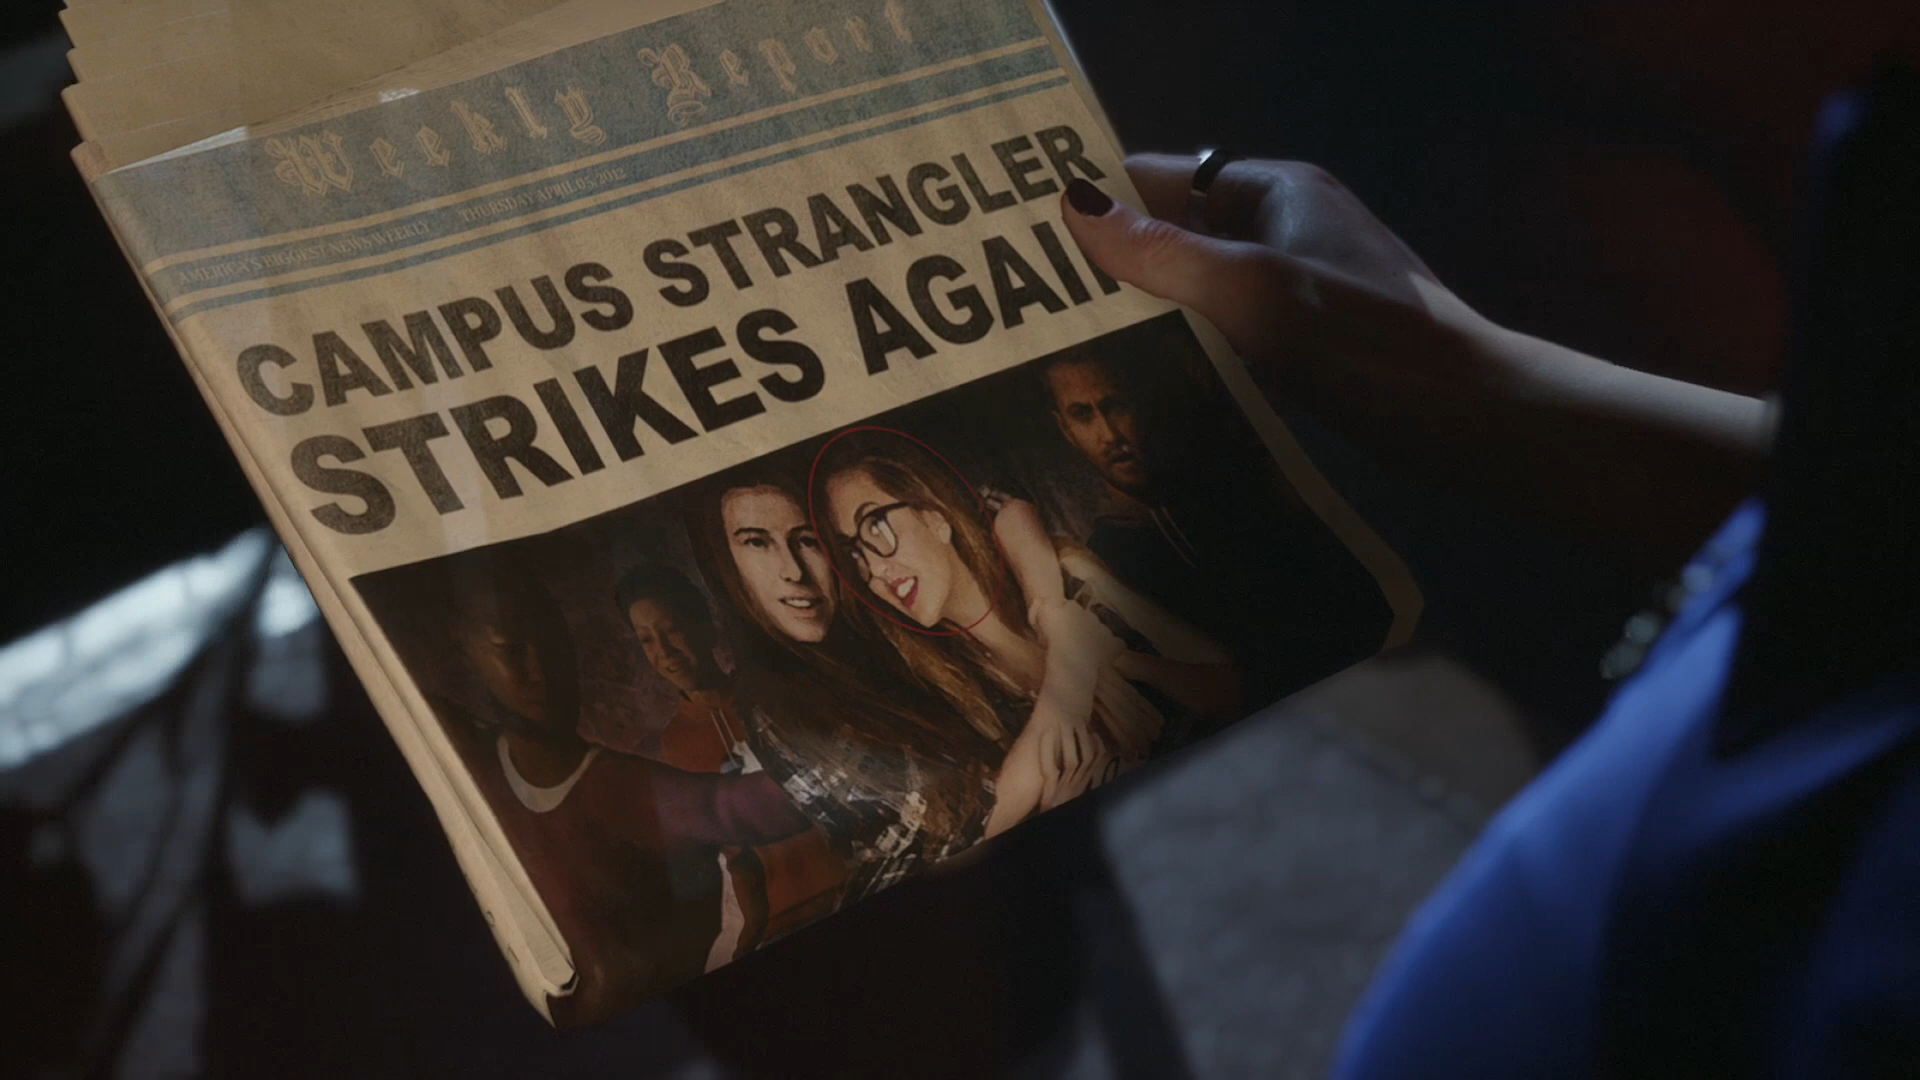 Weekly Report
AMERICA'S BIGGEST NEWS WEEKLY THURSDAY APRIL 05, 2012
CAMPUS STRANGLER
STRIKES AGAI